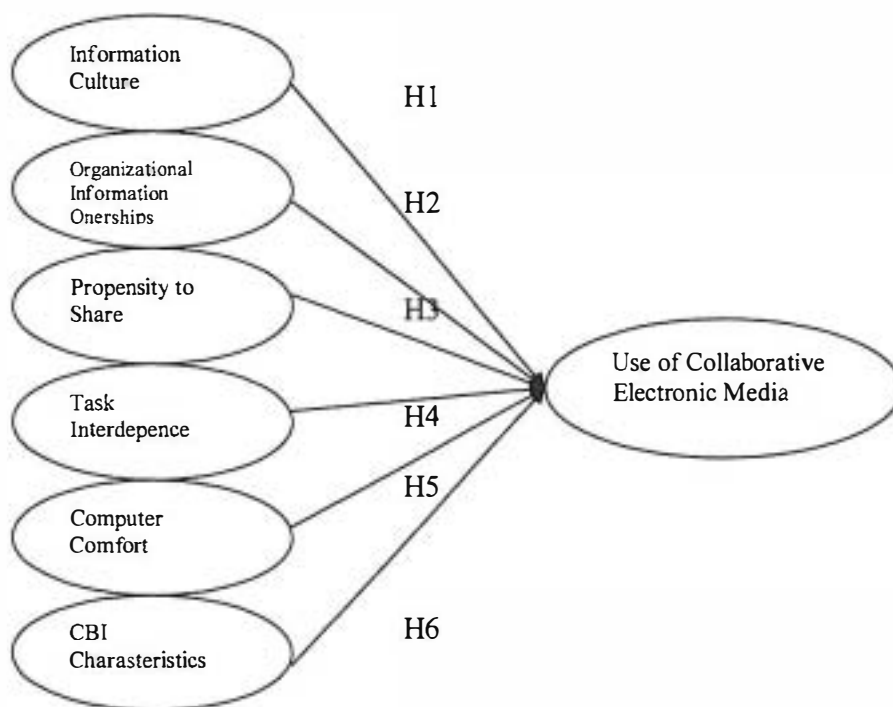 Information
Culture
H1
Organizational
Information
Onerships
H2
Propensity to
Share
H3
Use of Collaborative
Electronic Media
Task
Interdepence
H4
Computer
Comfort
H5
CBI
Charasteristics
H6